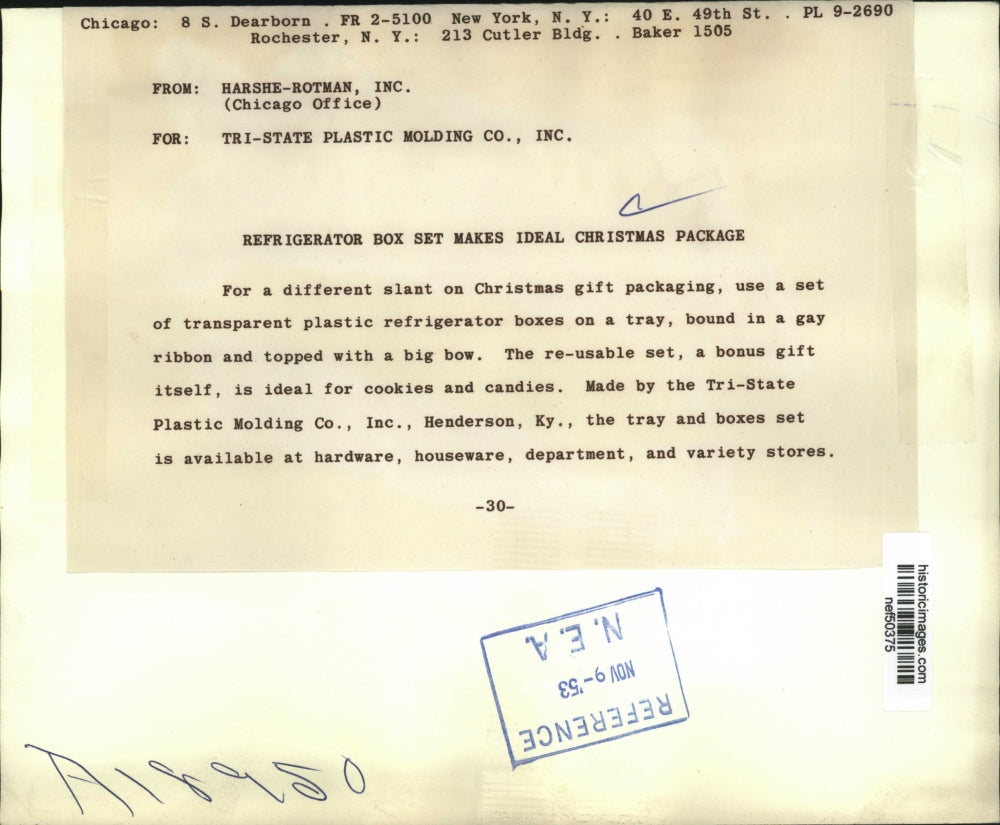 Chicago: 8 S. Dearborn . FR 2-5100 New York, N. Y.: 40 E. 49th St. . PL 9-2690
Rochester, N. Y.: 213 Cutler Bldg. . Baker 1505
FROM: HARSHE-ROTMAN, INC.
(Chicago Office)
FOR: TRI-STATE PLASTIC MOLDING CO., INC.
REFRIGERATOR BOX SET MAKES IDEAL CHRISTMAS PACKAGE
For a different slant on Christmas gift packaging, use a set
of transparent plastic refrigerator boxes on a tray, bound in a gay
ribbon and topped with a big bow. The re-usable set, a bonus gift
itself, is ideal for cookies and candies. Made by the Tri-State
Plastic Molding Co., Inc., Henderson, Ky., the tray and boxes set
is available at hardware, houseware, department, and variety stores.
-30-
historicimages.com
nef50375
REFERENCE
NOV 9-'53
N. E. A.
A18950